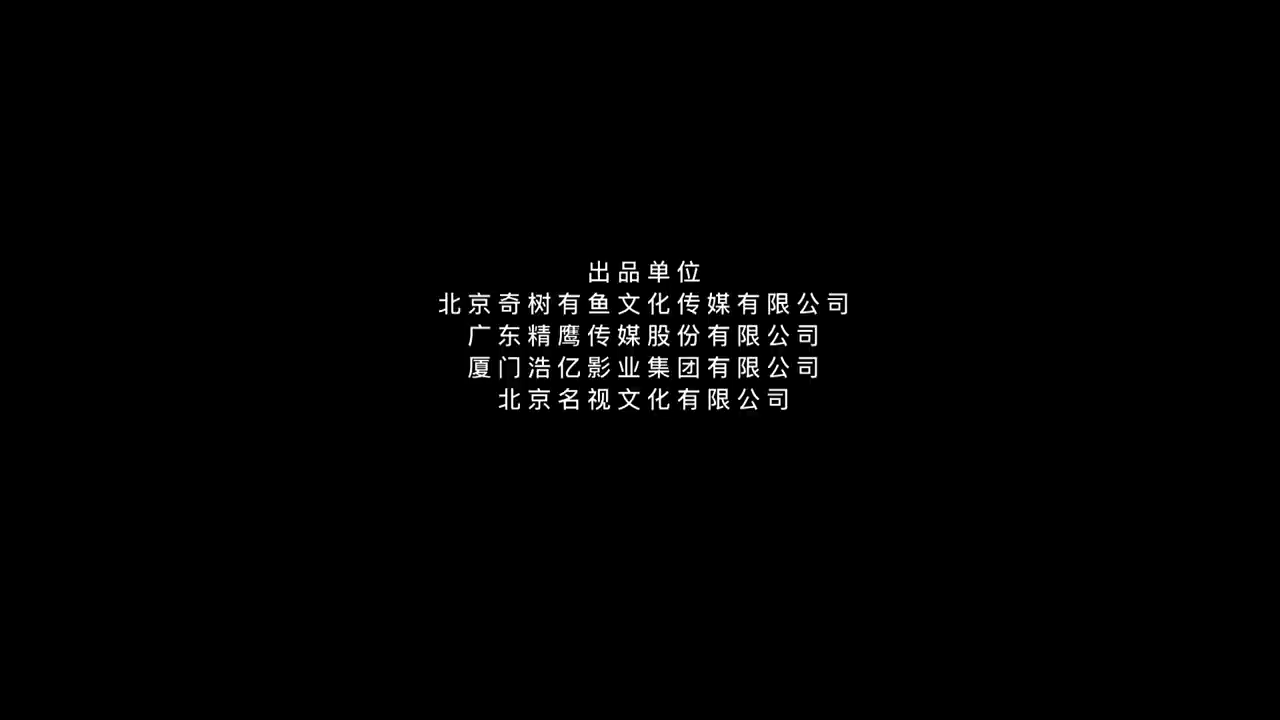 出品单位
北京奇树有鱼文化传媒有限公司
广东精鹰传媒股份有限公司
厦门浩亿影业集团有限公司
北京名视文化有限公司